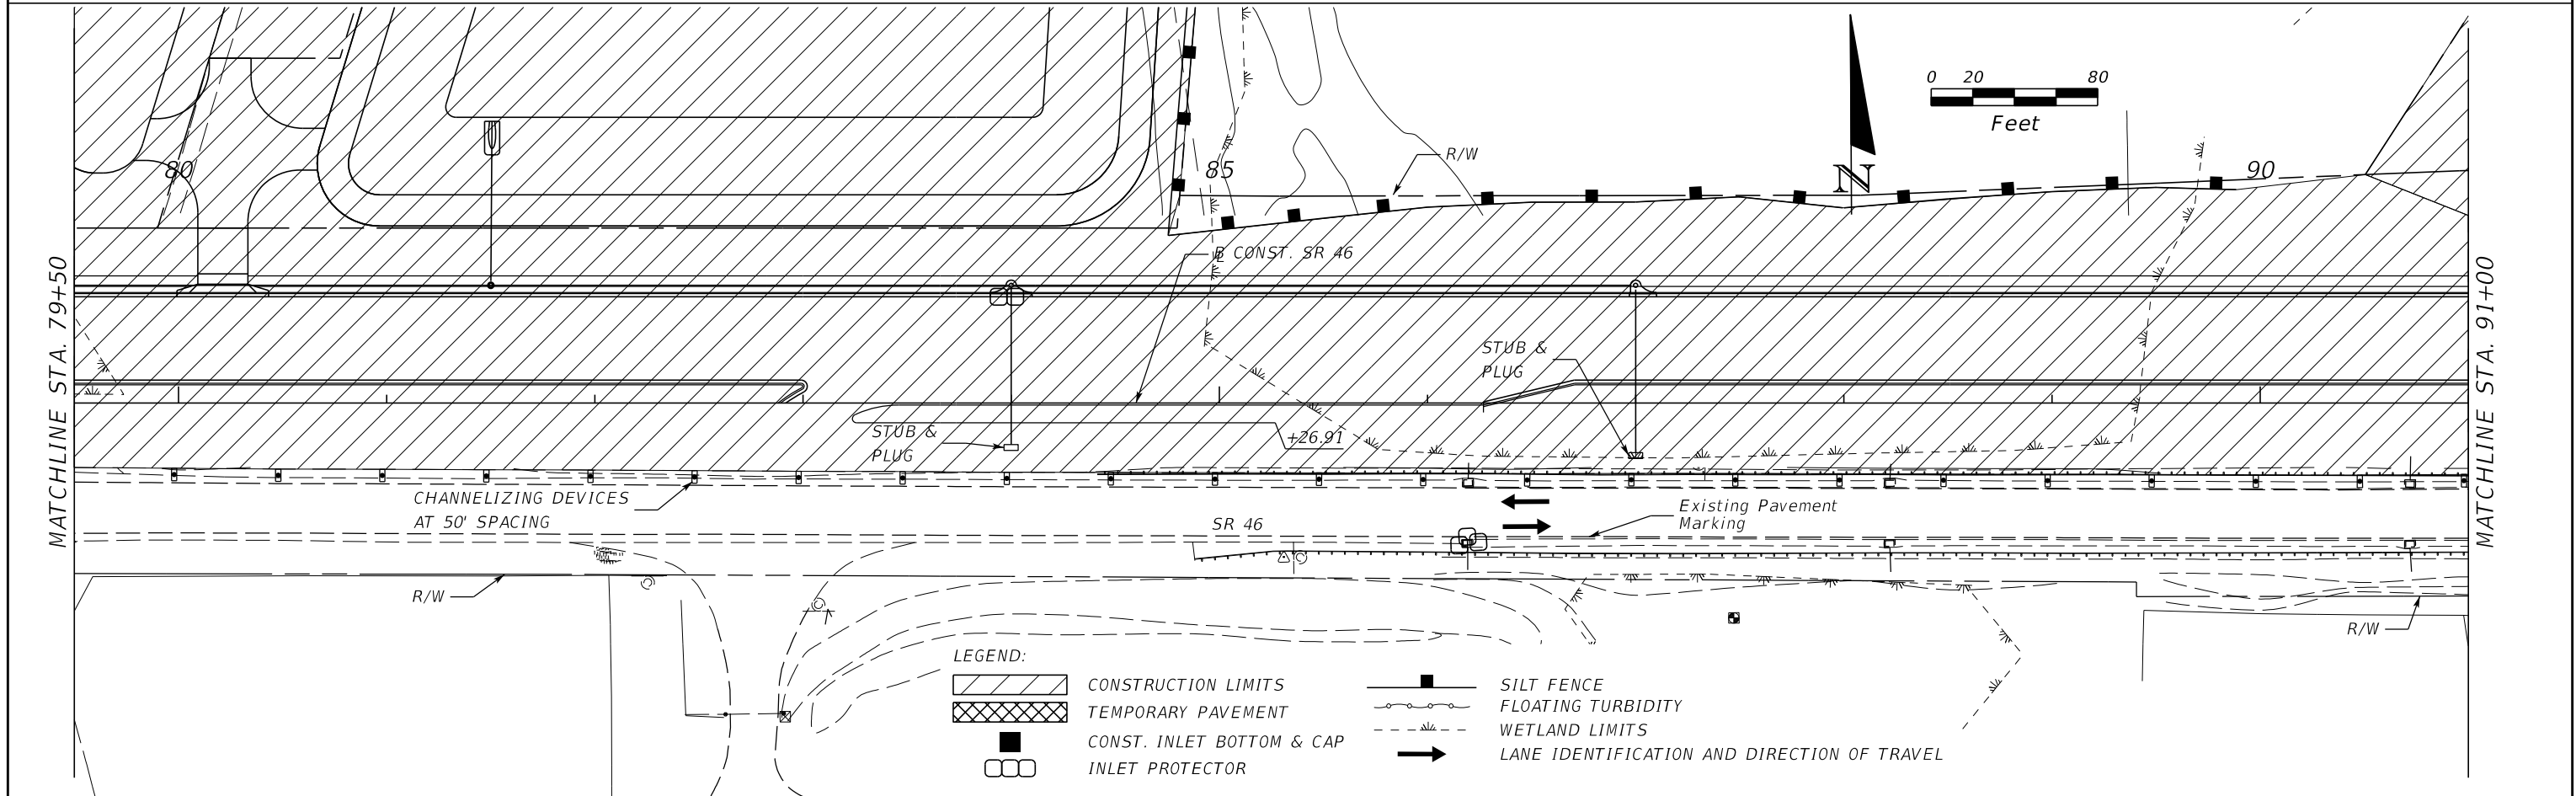 0 20 80
Feet
R/W
N
80
85
90
B CONST. SR 46
MATCHLINE STA. 79+50
MATCHLINE STA. 91+00
STUB &
PLUG
STUB &
PLUG
+26.91
CHANNELIZING DEVICES
AT 50' SPACING
SR 46
Existing Pavement
Marking
R/W
R/W
LEGEND:
CONSTRUCTION LIMITS
TEMPORARY PAVEMENT
CONST. INLET BOTTOM & CAP
INLET PROTECTOR
SILT FENCE
FLOATING TURBIDITY
WETLAND LIMITS
LANE IDENTIFICATION AND DIRECTION OF TRAVEL